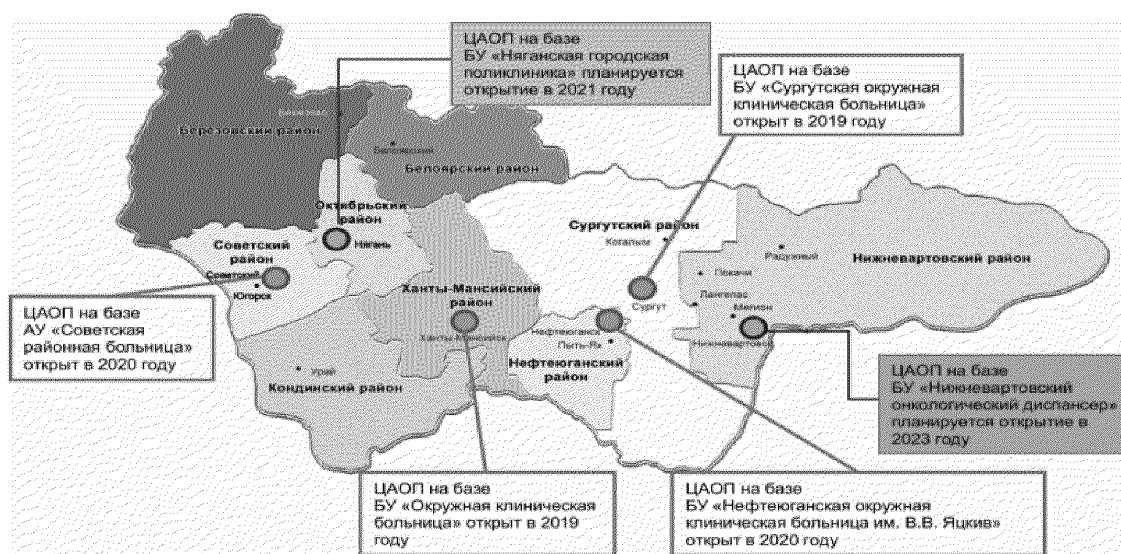 ЦАОП на базе
БУ «Няганская городская
поликлиника» планируется
открытие в 2021 году
ЦАОП на базе
БУ «Сургутская окружная
клиническая больница»
открыт в 2019 году
Березовский район
Белоярский
Белоярский район
Октябрьский
район
Нягань
Сургутский район
Когалым
Советский
район
Советский
Югорск
Радужный
Нижневартовский район
Покачи
Лангепас
Мегион
Ханты-Мансийский
район
Сургут
Ханты-Мансийск
Нефтеюганск
Пыть-Ях
Нижневартовск
Нефтеюганский
район
Урай
Кондинский район
ЦАОП на базе
АУ «Советская
районная больница»
открыт в 2020 году
ЦАОП на базе
БУ «Нижневартовский
онкологический диспансер»
планируется открытие в
2023 году
ЦАОП на базе
БУ «Окружная клиническая
больница» открыт в 2019
году
ЦАОП на базе
БУ «Нефтеюганская окружная
клиническая больница им. В.В. Яцкив»
открыт в 2020 году